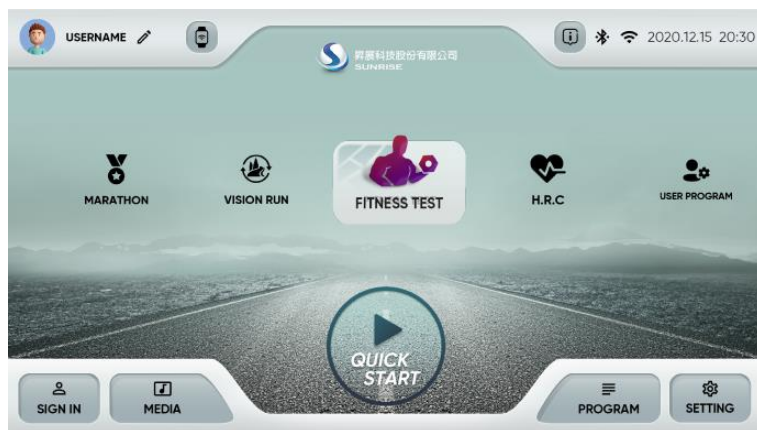 USERNAME
2020.12.15 20:30
昇展科技股份有限公司
SUNRISE
MARATHON
VISION RUN
FITNESS TEST
H.R.C
USER PROGRAM
QUICK
START
SIGN IN
MEDIA
PROGRAM
SETTING